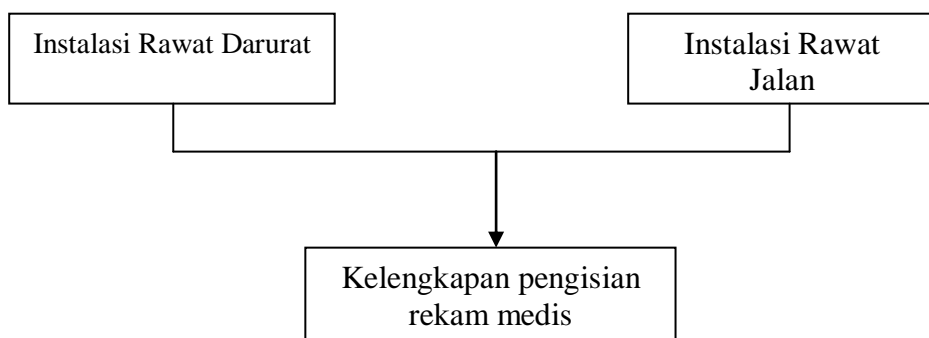 Instalasi Rawat Darurat
Instalasi Rawat
Jalan
Kelengkapan pengisian
rekam medis